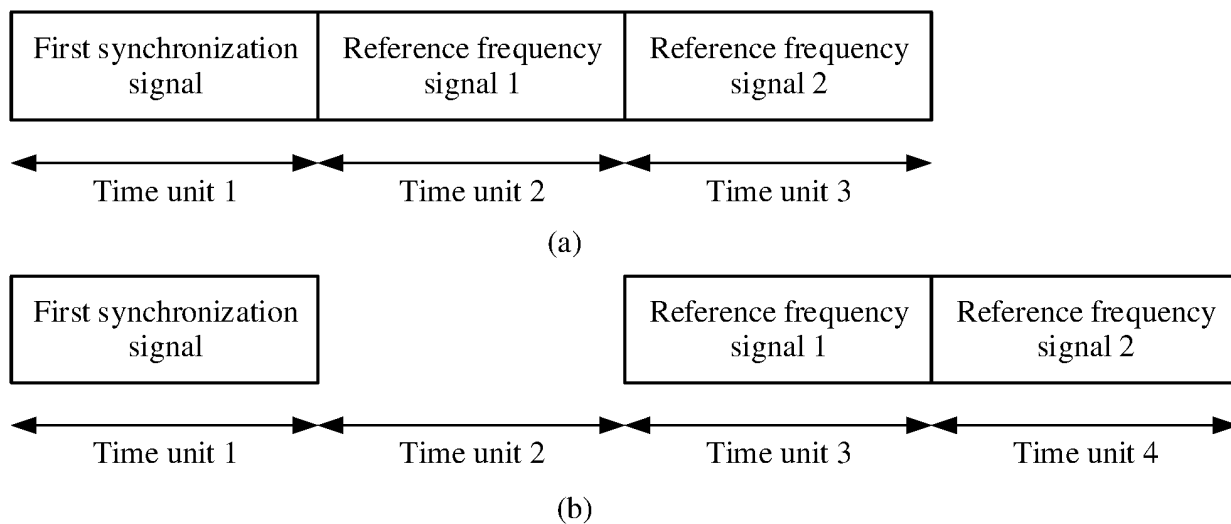 First synchronization
signal
Reference frequency
signal 1
Reference frequency
signal 2
Time unit 1
Time unit 2
Time unit 3
(a)
First synchronization
signal
Reference frequency
signal 1
Reference frequency
signal 2
Time unit 1
Time unit 2
Time unit 3
Time unit 4
(b)